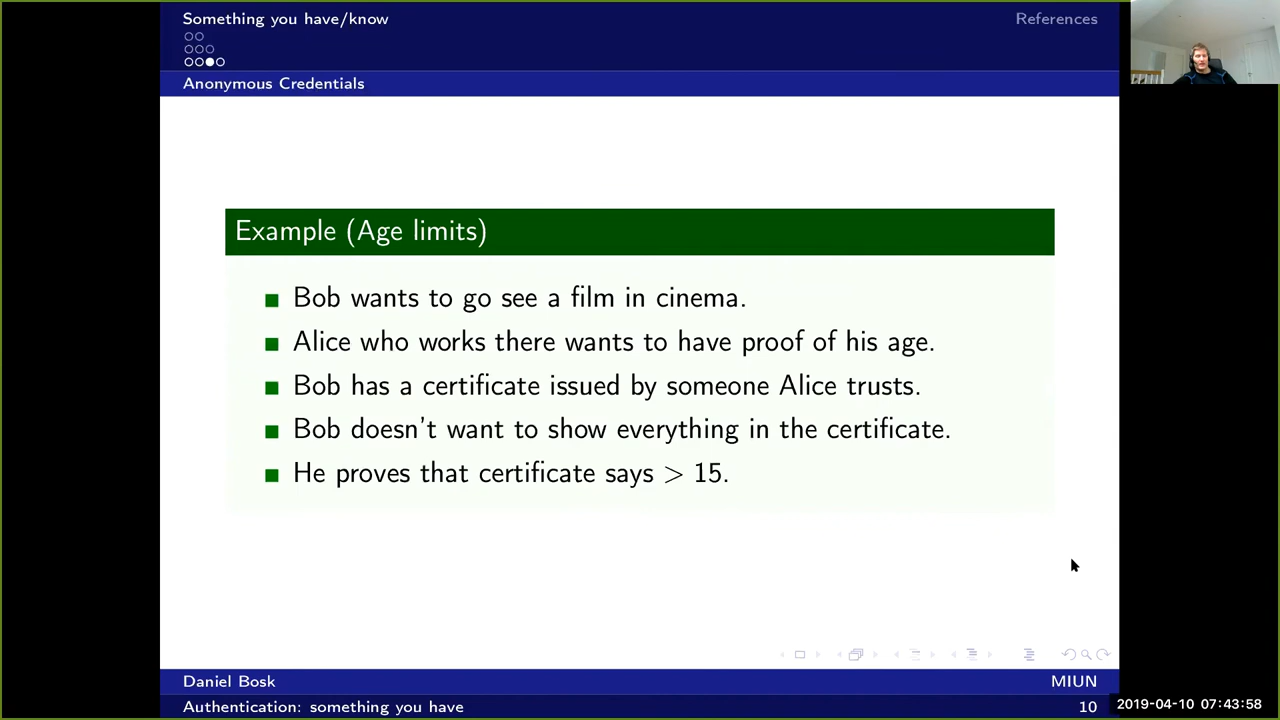 Something you have/know
References
Anonymous Credentials
Example (Age limits)
Bob wants to go see a film in cinema.
Alice who works there wants to have proof of his age.
Bob has a certificate issued by someone Alice trusts.
Bob doesn't want to show everything in the certificate.
He proves that certificate says > 15.
Daniel Bosk
MIUN
Authentication: something you have
10
2019-04-10 07:43:58